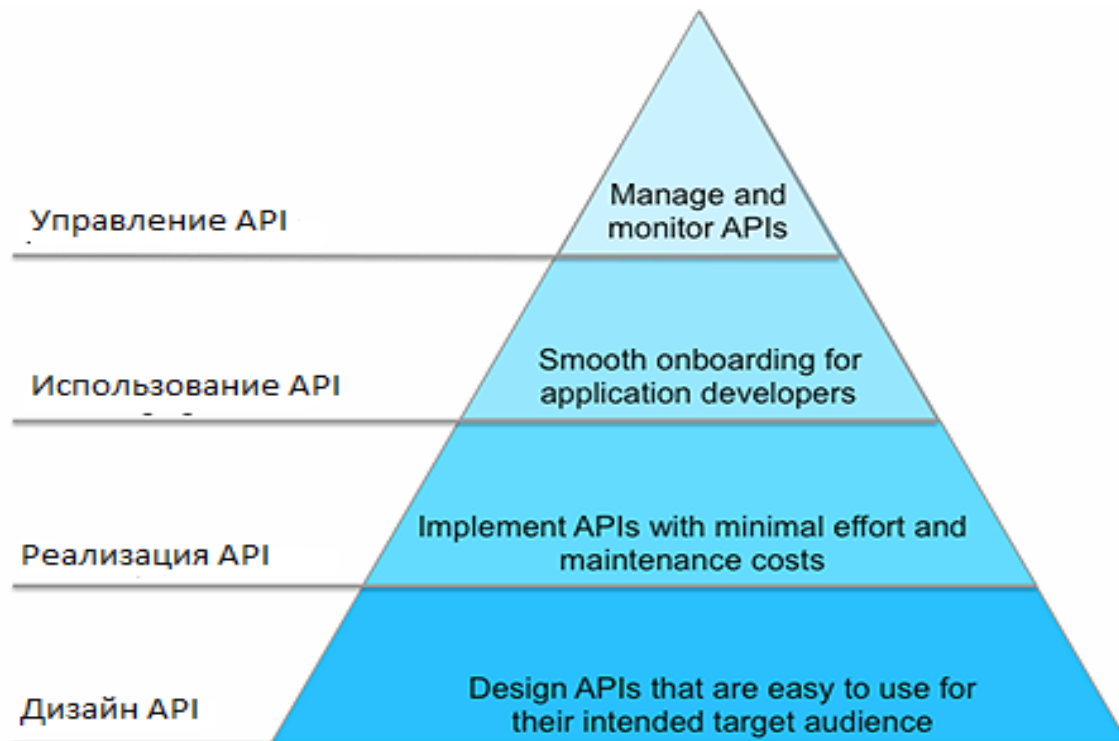 Управление API
Manage and
monitor APIs
Использование API
Smooth onboarding for
application developers
Реализация API
Implement APIs with minimal effort and
maintenance costs
Дизайн API
Design APIs that are easy to use for
their intended target audience